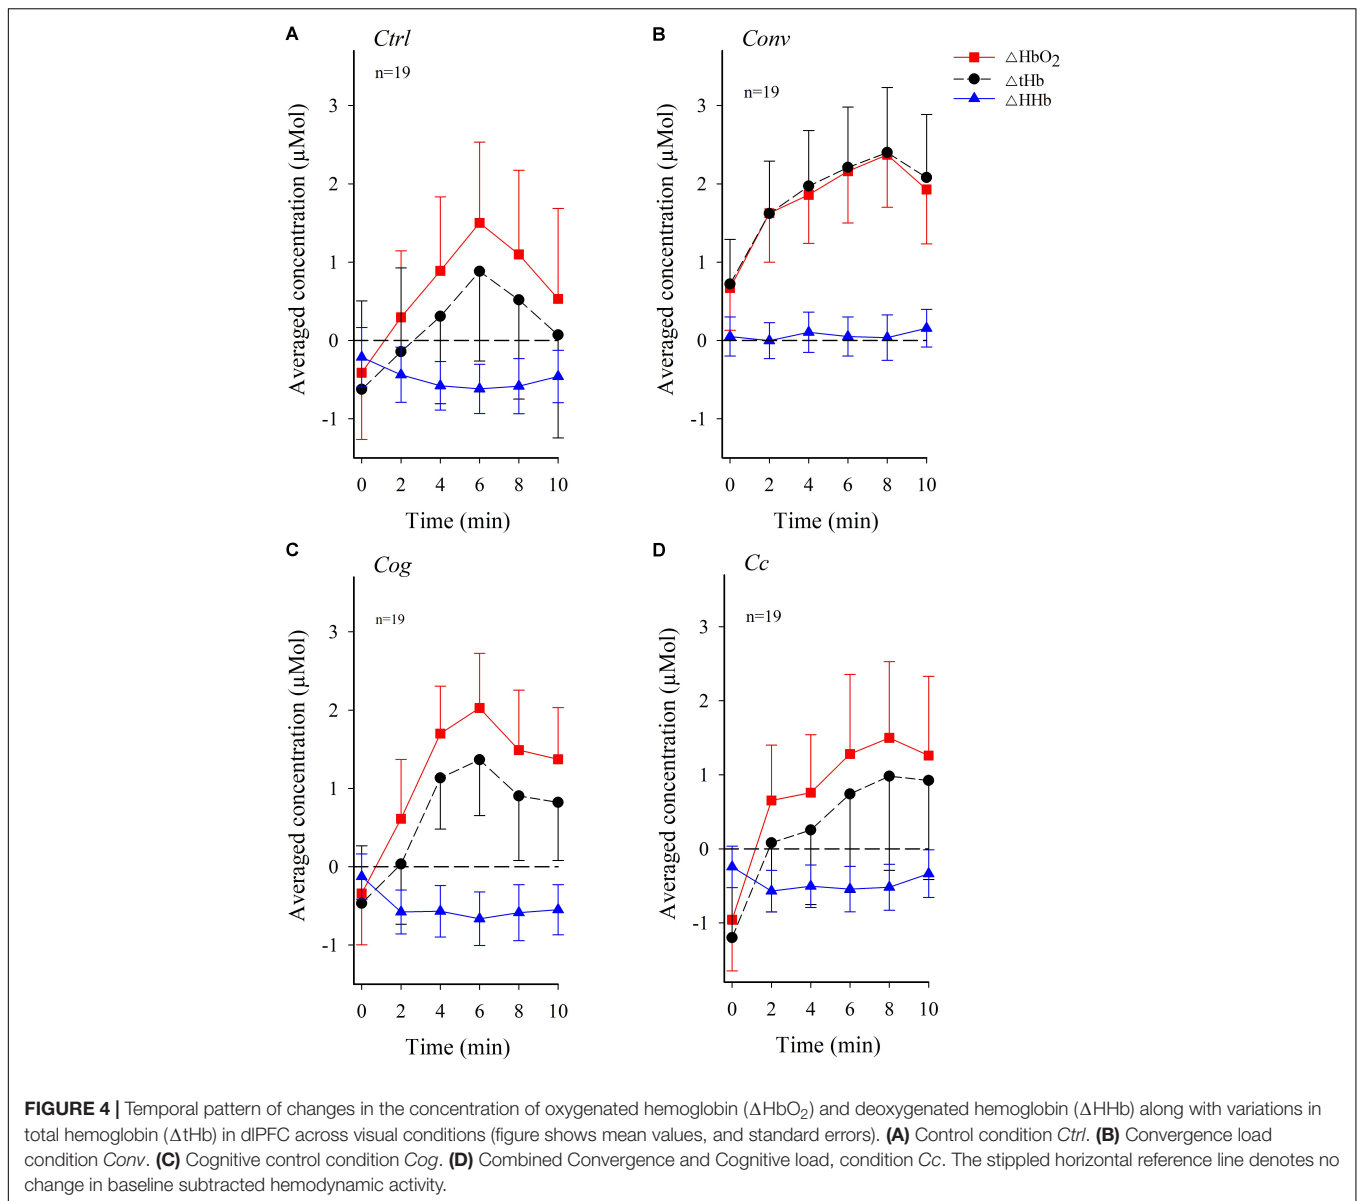 A
Ctrl
n=19
3
2
1
0
-1
Averaged concentration (µMol)
0 2 4 6 8 10
Time (min)
B
Conv
n=19
3
2
1
0
-1
Averaged concentration (µMol)
0 2 4 6 8 10
Time (min)
△HbO2
△tHb
△HHb
C
Cog
n=19
3
2
1
0
-1
Averaged concentration (µMol)
0 2 4 6 8 10
Time (min)
D
Cc
n=19
3
2
1
0
-1
Averaged concentration (µMol)
0 2 4 6 8 10
Time (min)
FIGURE 4 | Temporal pattern of changes in the concentration of oxygenated hemoglobin (ΔHbO2) and deoxygenated hemoglobin (ΔHHb) along with variations in
total hemoglobin (ΔtHb) in dlPFC across visual conditions (figure shows mean values, and standard errors). (A) Control condition Ctrl. (B) Convergence load
condition Conv. (C) Cognitive control condition Cog. (D) Combined Convergence and Cognitive load, condition Cc. The stippled horizontal reference line denotes no
change in baseline subtracted hemodynamic activity.